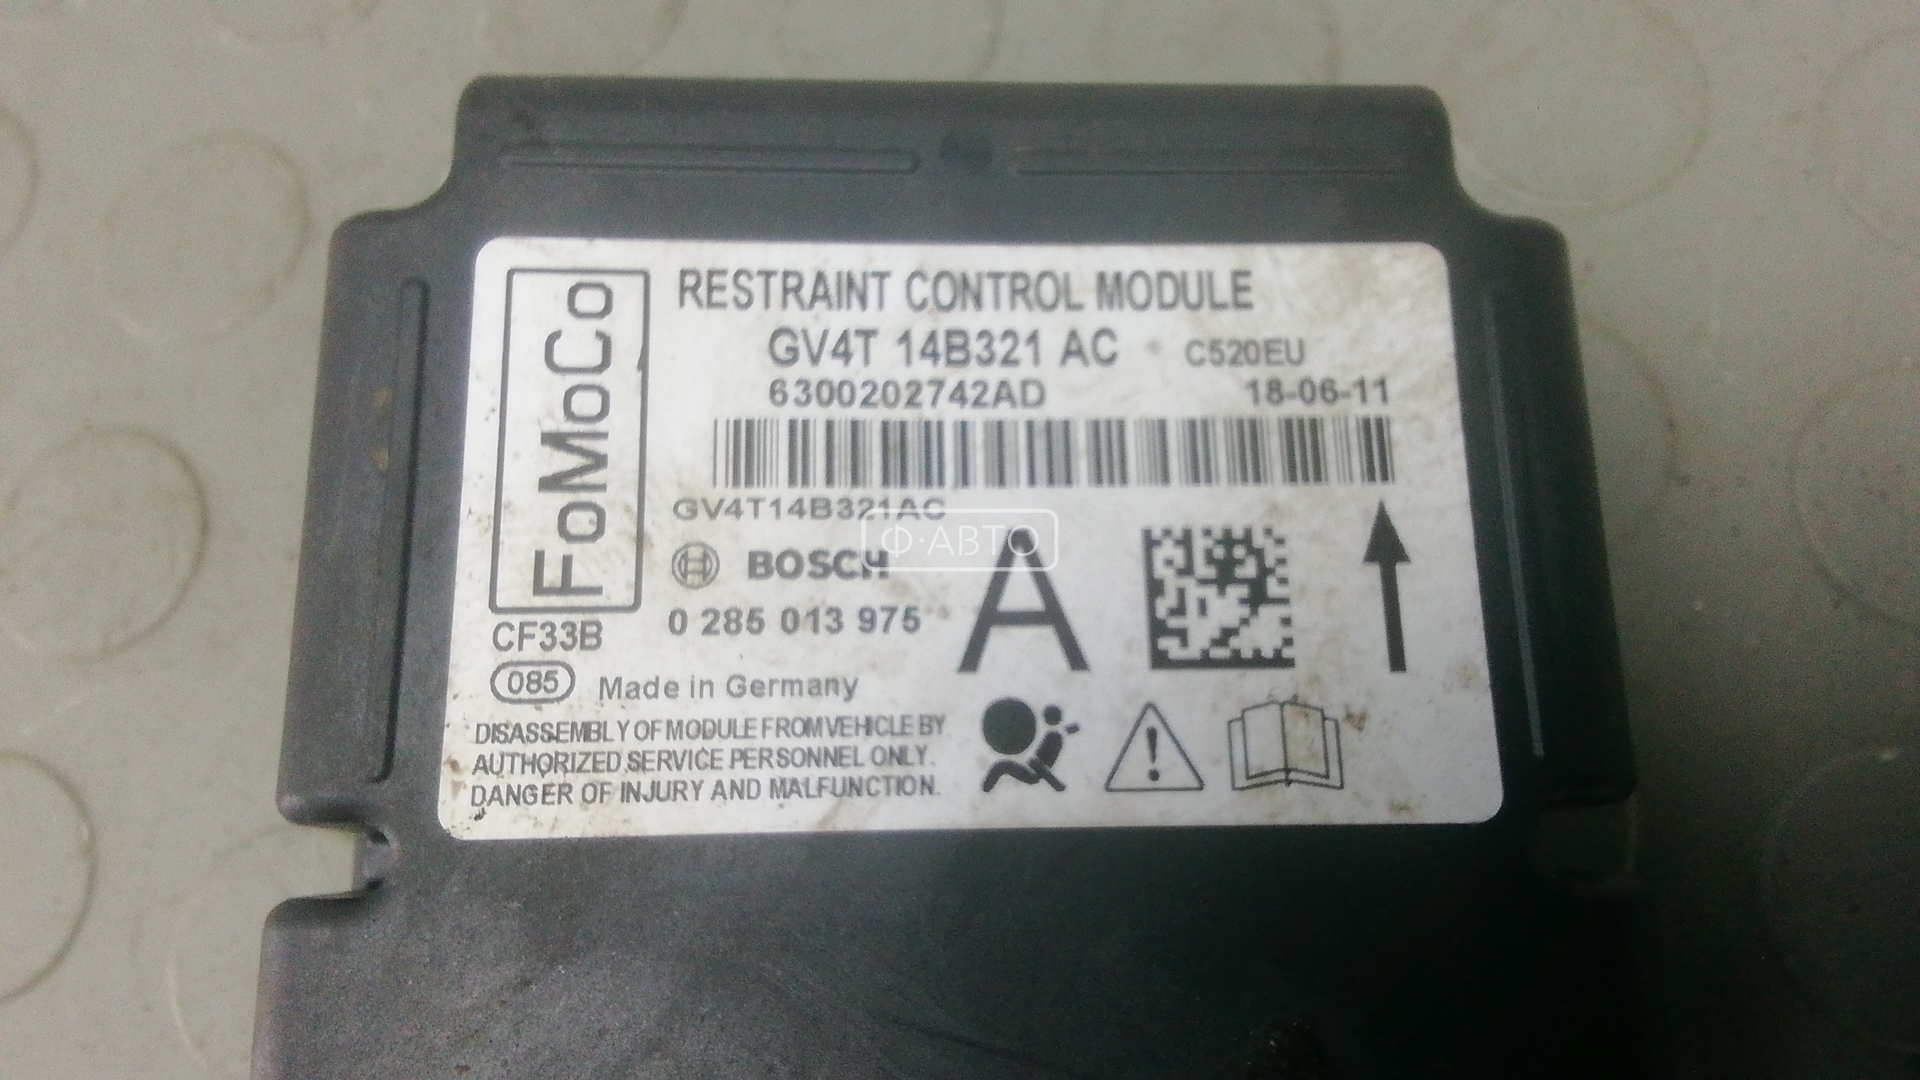 FoMoCo
RESTRAINT CONTROL MODULE
GV4T 14B321 AC C520EU
6300202742AD 18-06-11
GV4T14B321AC
Ф·АВТО
BOSCH A
0 285 013 975
CF33B
085 Made in Germany
DISASSEMBLY OF MODULE FROM VEHICLE BY
AUTHORIZED SERVICE PERSONNEL ONLY.
DANGER OF INJURY AND MALFUNCTION.